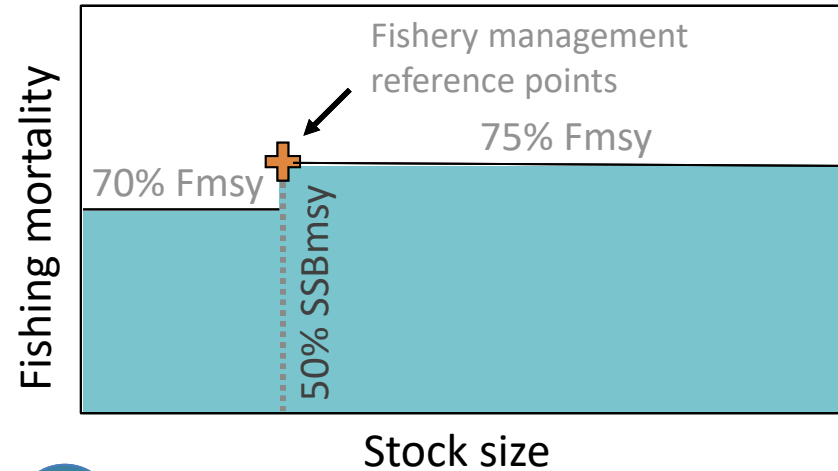 Fishery management
reference points
75% Fmsy
70% Fmsy
50% SSBmsy
Fishing mortality
Stock size